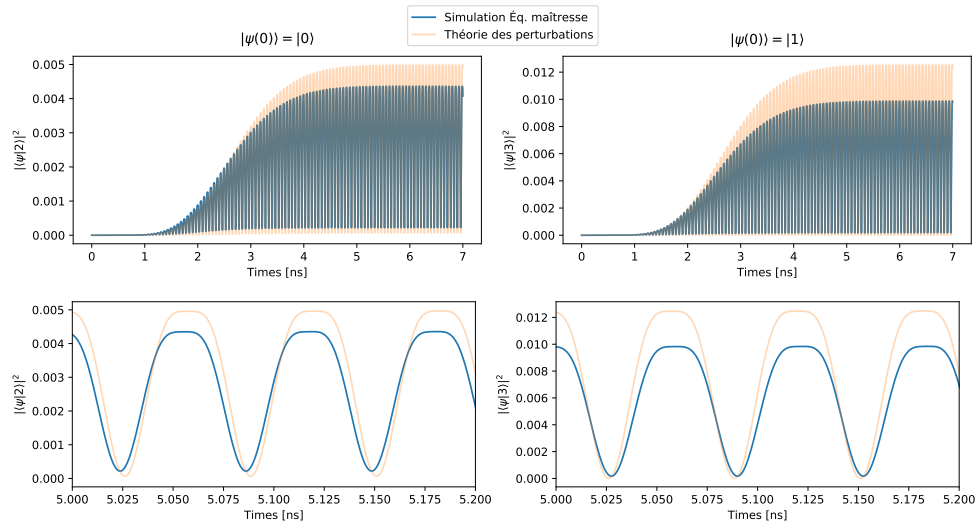 Simulation Éq. maîtresse
Théorie des perturbations
|ψ(0)⟩ = |0⟩
|ψ(0)⟩ = |1⟩
|⟨ψ|2⟩|²
0.005
0.004
0.003
0.002
0.001
0.000
0 1 2 3 4 5 6 7
Times [ns]
|⟨ψ|3⟩|²
0.012
0.010
0.008
0.006
0.004
0.002
0.000
0 1 2 3 4 5 6 7
Times [ns]
|⟨ψ|2⟩|²
0.005
0.004
0.003
0.002
0.001
0.000
5.000 5.025 5.050 5.075 5.100 5.125 5.150 5.175 5.200
Times [ns]
|⟨ψ|3⟩|²
0.012
0.010
0.008
0.006
0.004
0.002
0.000
5.000 5.025 5.050 5.075 5.100 5.125 5.150 5.175 5.200
Times [ns]